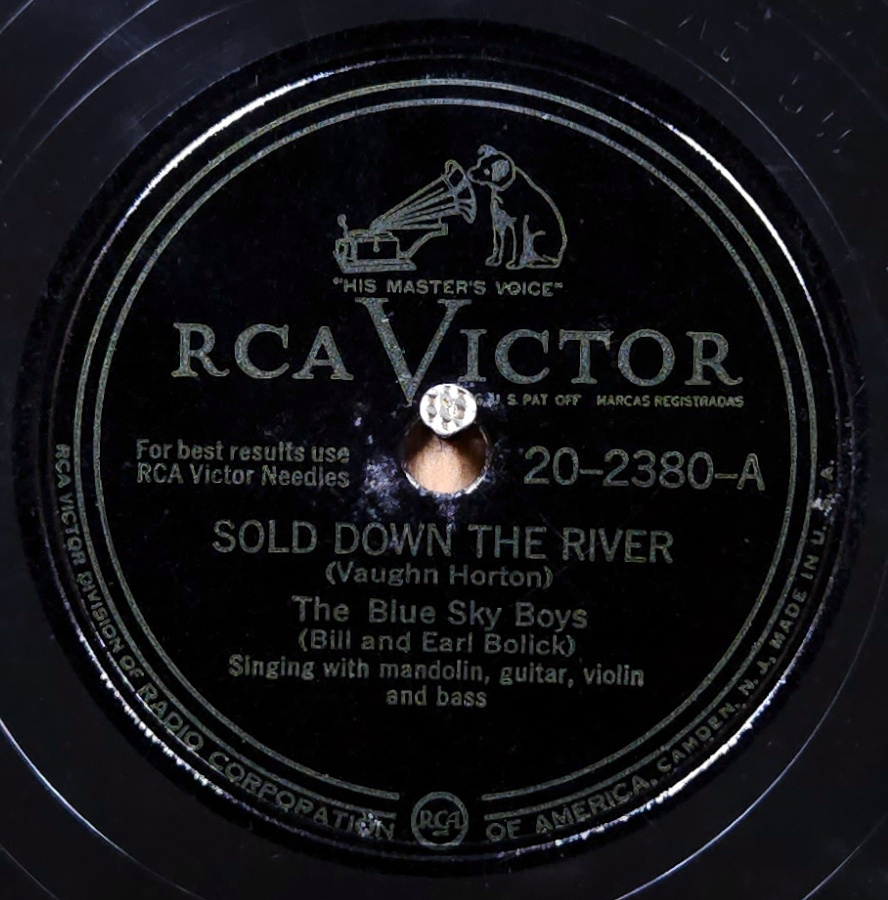 "HIS MASTER'S VOICE"
RCA VICTOR
U S. PAT OFF MARCAS REGISTRADAS
For best results use
RCA Victor Needles
20–2380–A
SOLD DOWN THE RIVER
(Vaughn Horton)
The Blue Sky Boys
(Bill and Earl Bolick)
Singing with mandolin, guitar, violin
and bass
RCA VICTOR DIVISION OF RADIO CORPORATION OF AMERICA, CAMDEN, N. J., MADE IN U. S. A.
RCA